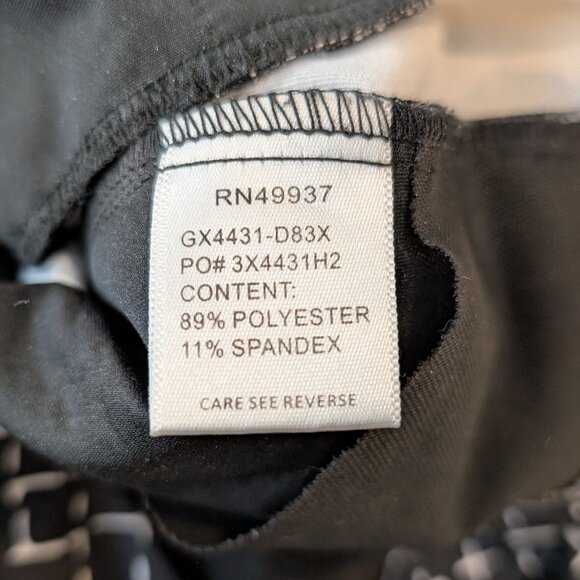 RN49937
GX4431-D83X
PO# 3X4431H2
CONTENT:
89% POLYESTER
11% SPANDEX
CARE SEE REVERSE